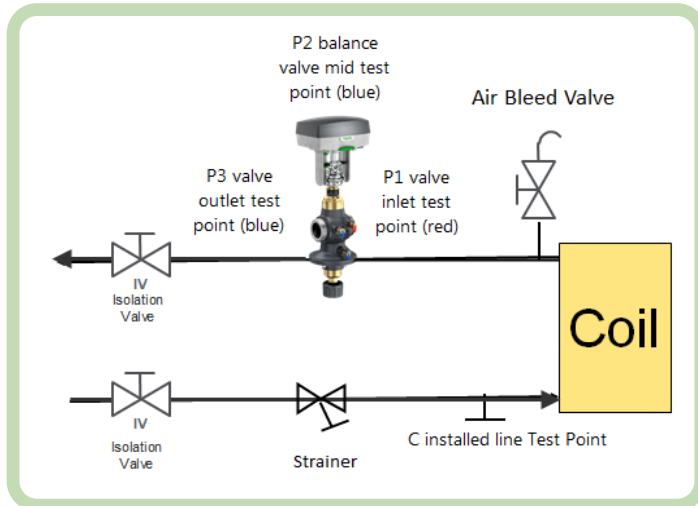 P2 balance
valve mid test
point (blue)
Air Bleed Valve
P3 valve
outlet test
point (blue)
P1 valve
inlet test
point (red)
IV
Isolation
Valve
Coil
IV
Isolation
Valve
Strainer
C installed line Test Point